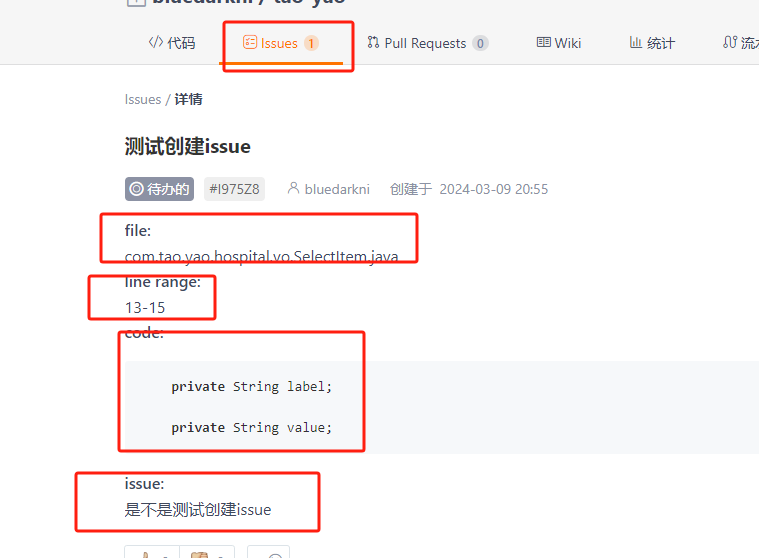 bluedarkni / tao-yao
代码 Issues 1 Pull Requests 0 Wiki 统计
Issues / 详情
测试创建issue
待办的 #I975Z8 bluedarkni 创建于 2024-03-09 20:55
file:
com.tao.yao.hospital.vo.SelectItem.java
line range:
13-15
code:
private String label;
private String value;
issue:
是不是测试创建issue